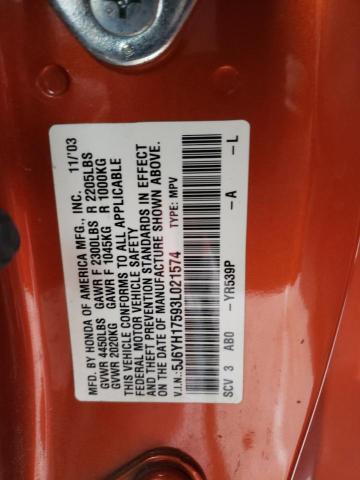 MFD. BY HONDA OF AMERICA MFG., INC. 11/'03
GVWR 4450LBS GAWR F 2300LBS R 2205LBS
GVWR 2020KG GAWR F 1045KG R 1000KG
THIS VEHICLE CONFORMS TO ALL APPLICABLE
FEDERAL MOTOR VEHICLE SAFETY
AND THEFT PREVENTION STANDARDS IN EFFECT
ON THE DATE OF MANUFACTURE SHOWN ABOVE.
V.I.N.: 5J6YH17593L021574 TYPE: MPV
SCV 3 AB0 -YR539P -A -L